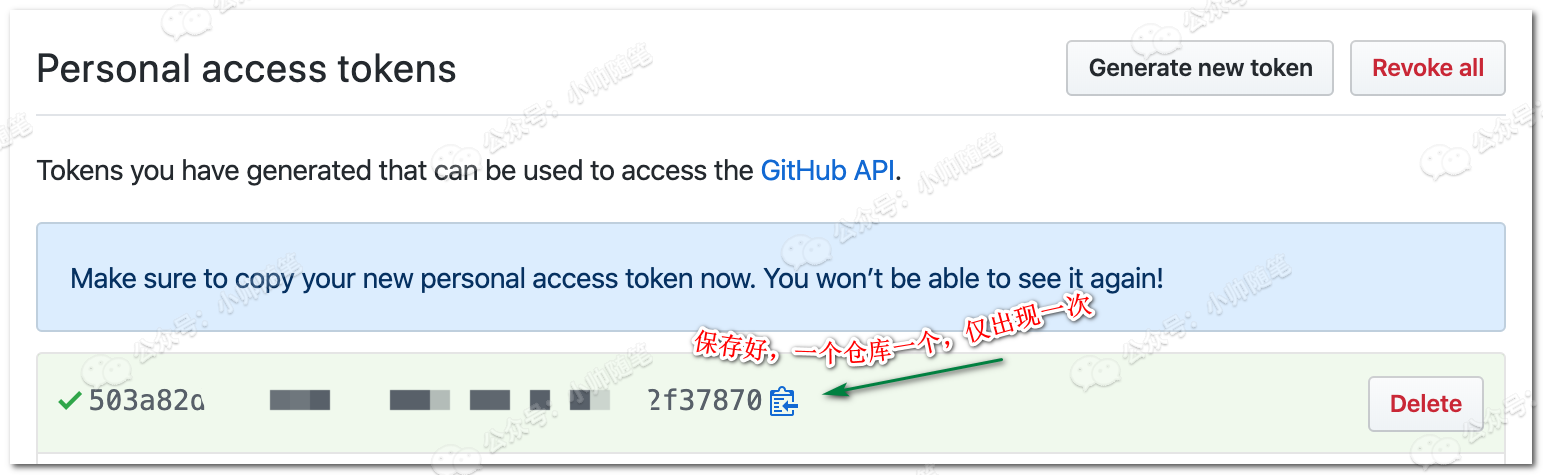 Personal access tokens
Generate new token
Revoke all
Tokens you have generated that can be used to access the GitHub API.
Make sure to copy your new personal access token now. You won't be able to see it again!
保存好，一个仓库一个，仅出现一次
503a82d
2f37870
Delete
公众号：小帅随笔